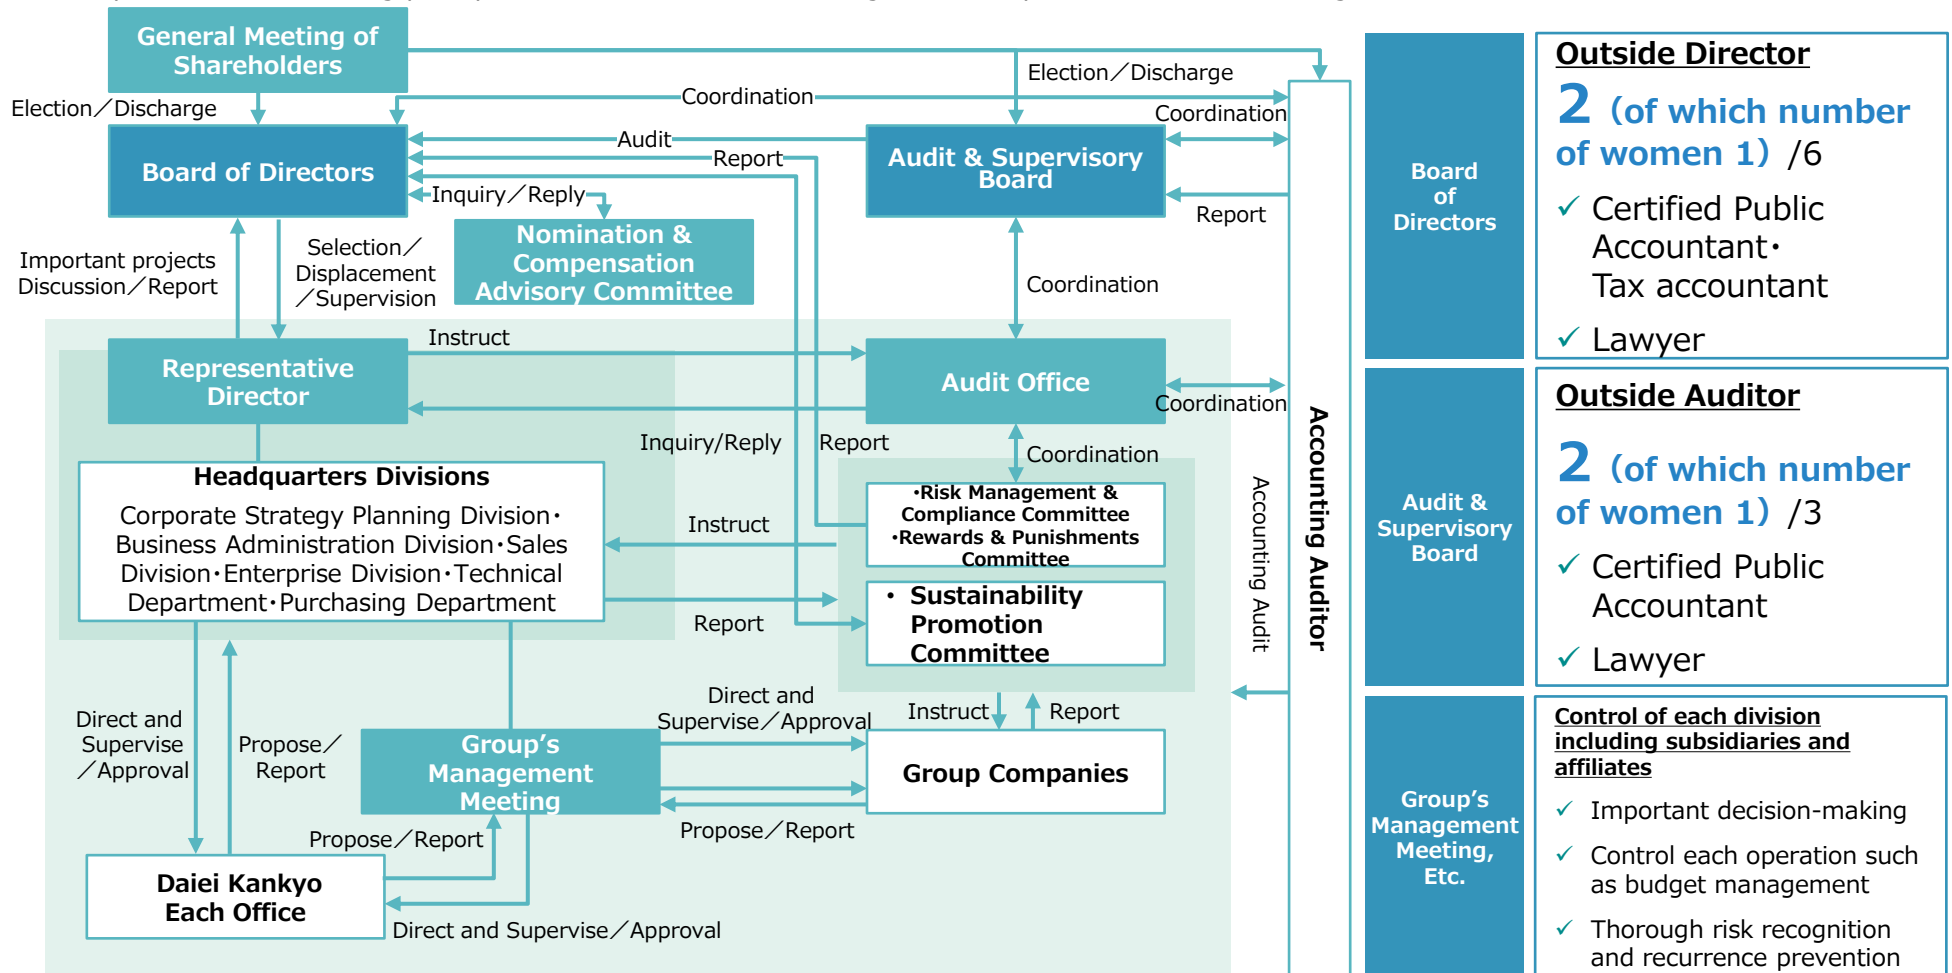 General Meeting of
Shareholders
Election／Discharge
Election／Discharge
Coordination
Coordination
Audit
Report
Board of Directors
Audit & Supervisory
Board
Inquiry／Reply
Report
Nomination &
Compensation
Advisory Committee
Important projects
Discussion／Report
Selection／
Displacement
／Supervision
Coordination
Instruct
Representative
Director
Audit Office
Coordination
Inquiry/Reply
Report
Coordination
Headquarters Divisions
Corporate Strategy Planning Division・
Business Administration Division・Sales
Division・Enterprise Division・Technical
Department・Purchasing Department
Instruct
Report
・Risk Management &
Compliance Committee
・Rewards & Punishments
Committee
・ Sustainability
Promotion
Committee
Accounting Audit
Accounting Auditor
Direct and
Supervise
／Approval
Propose／
Report
Direct and
Supervise／Approval
Instruct
Report
Group's
Management
Meeting
Group Companies
Propose／Report
Propose／Report
Daiei Kankyo
Each Office
Direct and Supervise／Approval
Board
of
Directors
Outside Director
2（of which number
of women 1）/6
✓ Certified Public
Accountant・
Tax accountant
✓ Lawyer
Audit &
Supervisory
Board
Outside Auditor
2（of which number
of women 1）/3
✓ Certified Public
Accountant
✓ Lawyer
Group's
Management
Meeting,
Etc.
Control of each division
including subsidiaries and
affiliates
✓ Important decision-making
✓ Control each operation such
as budget management
✓ Thorough risk recognition
and recurrence prevention